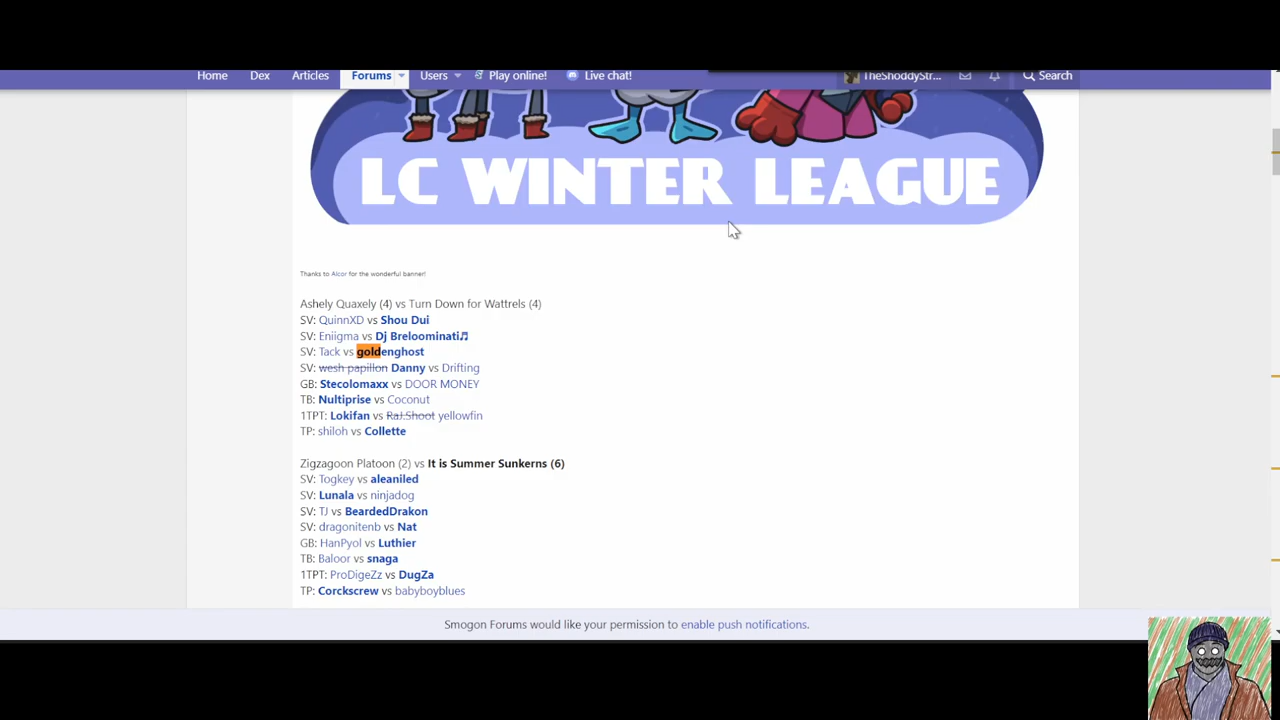 Home Dex Articles Forums Users Play online! Live chat! TheShoddyStr... Search
LC WINTER LEAGUE
Thanks to Alcor for the wonderful banner!
Ashely Quaxely (4) vs Turn Down for Wattrels (4)
SV: QuinnXD vs Shou Dui
SV: Eniigma vs Dj Breloominati♬
SV: Tack vs goldenghost
SV: wesh papillon Danny vs Drifting
GB: Stecolomaxx vs DOOR MONEY
TB: Nultiprise vs Coconut
1TPT: Lokifan vs RaJ.Shoot yellowfin
TP: shiloh vs Collette
Zigzagoon Platoon (2) vs It is Summer Sunkerns (6)
SV: Togkey vs aleaniled
SV: Lunala vs ninjadog
SV: TJ vs BeardedDrakon
SV: dragonitenb vs Nat
GB: HanPyol vs Luthier
TB: Baloor vs snaga
1TPT: ProDigeZz vs DugZa
TP: Corckscrew vs babyboyblues
Smogon Forums would like your permission to enable push notifications.